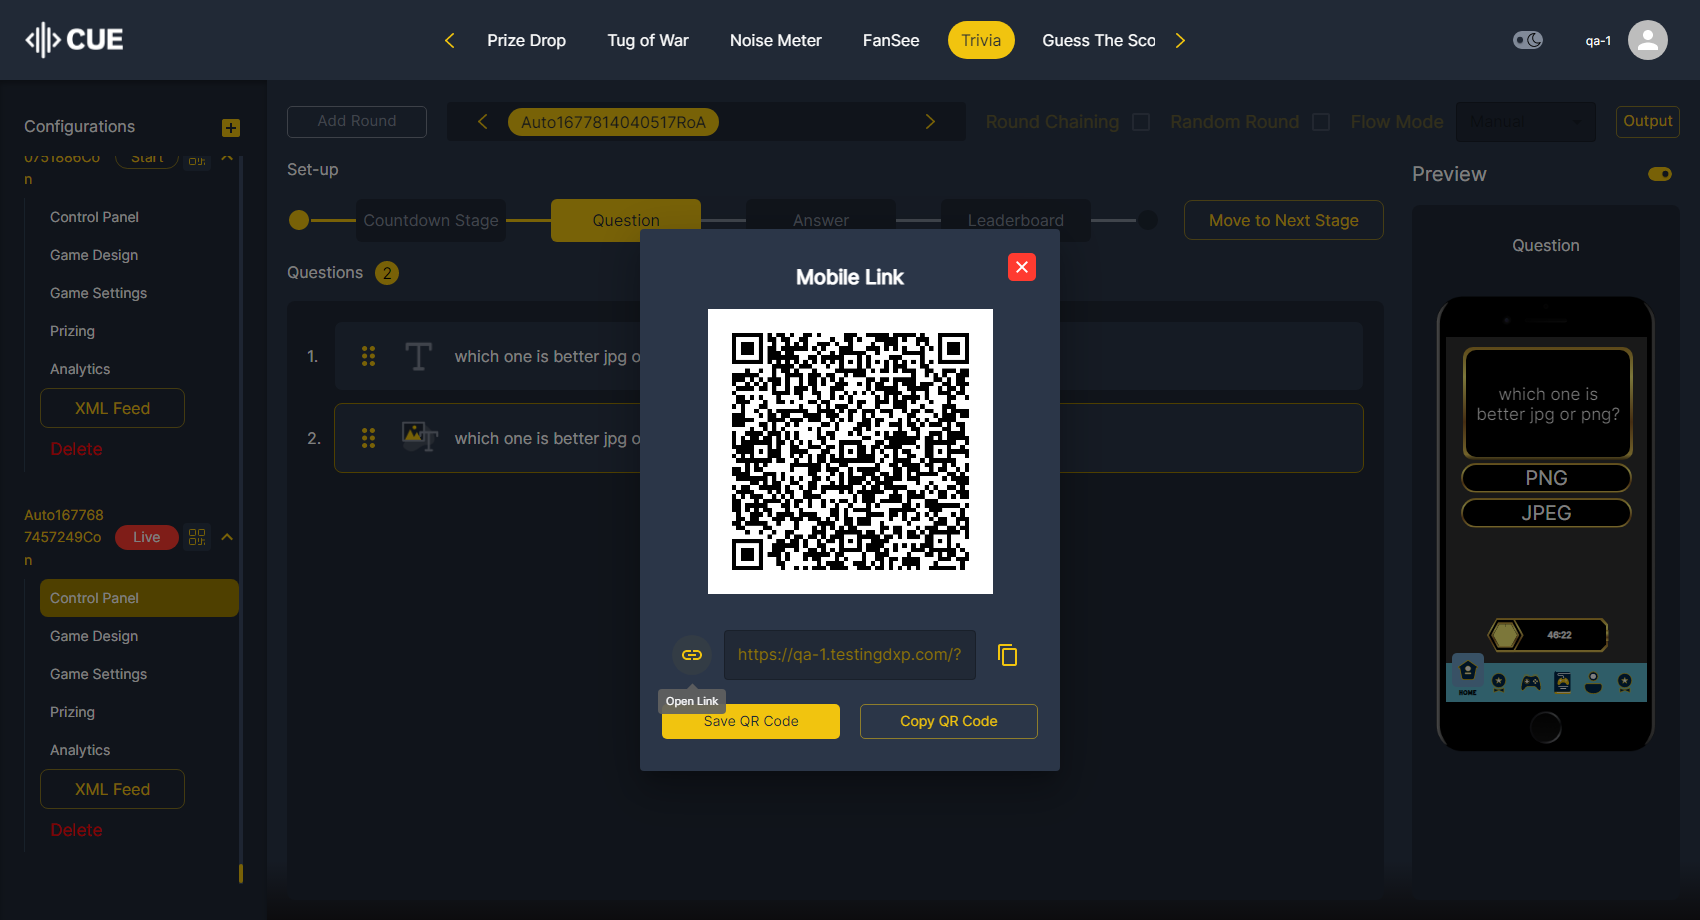 CUE
Prize Drop
Tug of War
Noise Meter
FanSee
Trivia
Guess The Sco
qa-1
Configurations
0751886Co
n
Start
Control Panel
Game Design
Game Settings
Prizing
Analytics
XML Feed
Delete
Auto167768
7457249Co
n
Live
Control Panel
Game Design
Game Settings
Prizing
Analytics
XML Feed
Delete
Add Round
Auto1677814040517RoA
Round Chaining
Random Round
Flow Mode
Manual
Output
Set-up
Countdown Stage
Question
Answer
Leaderboard
Move to Next Stage
Questions 2
1. which one is better jpg o
2. which one is better jpg o
Mobile Link
https://qa-1.testingdxp.com/?
Open Link
Save QR Code
Copy QR Code
Preview
Question
which one is
better jpg or png?
PNG
JPEG
46:22
HOME